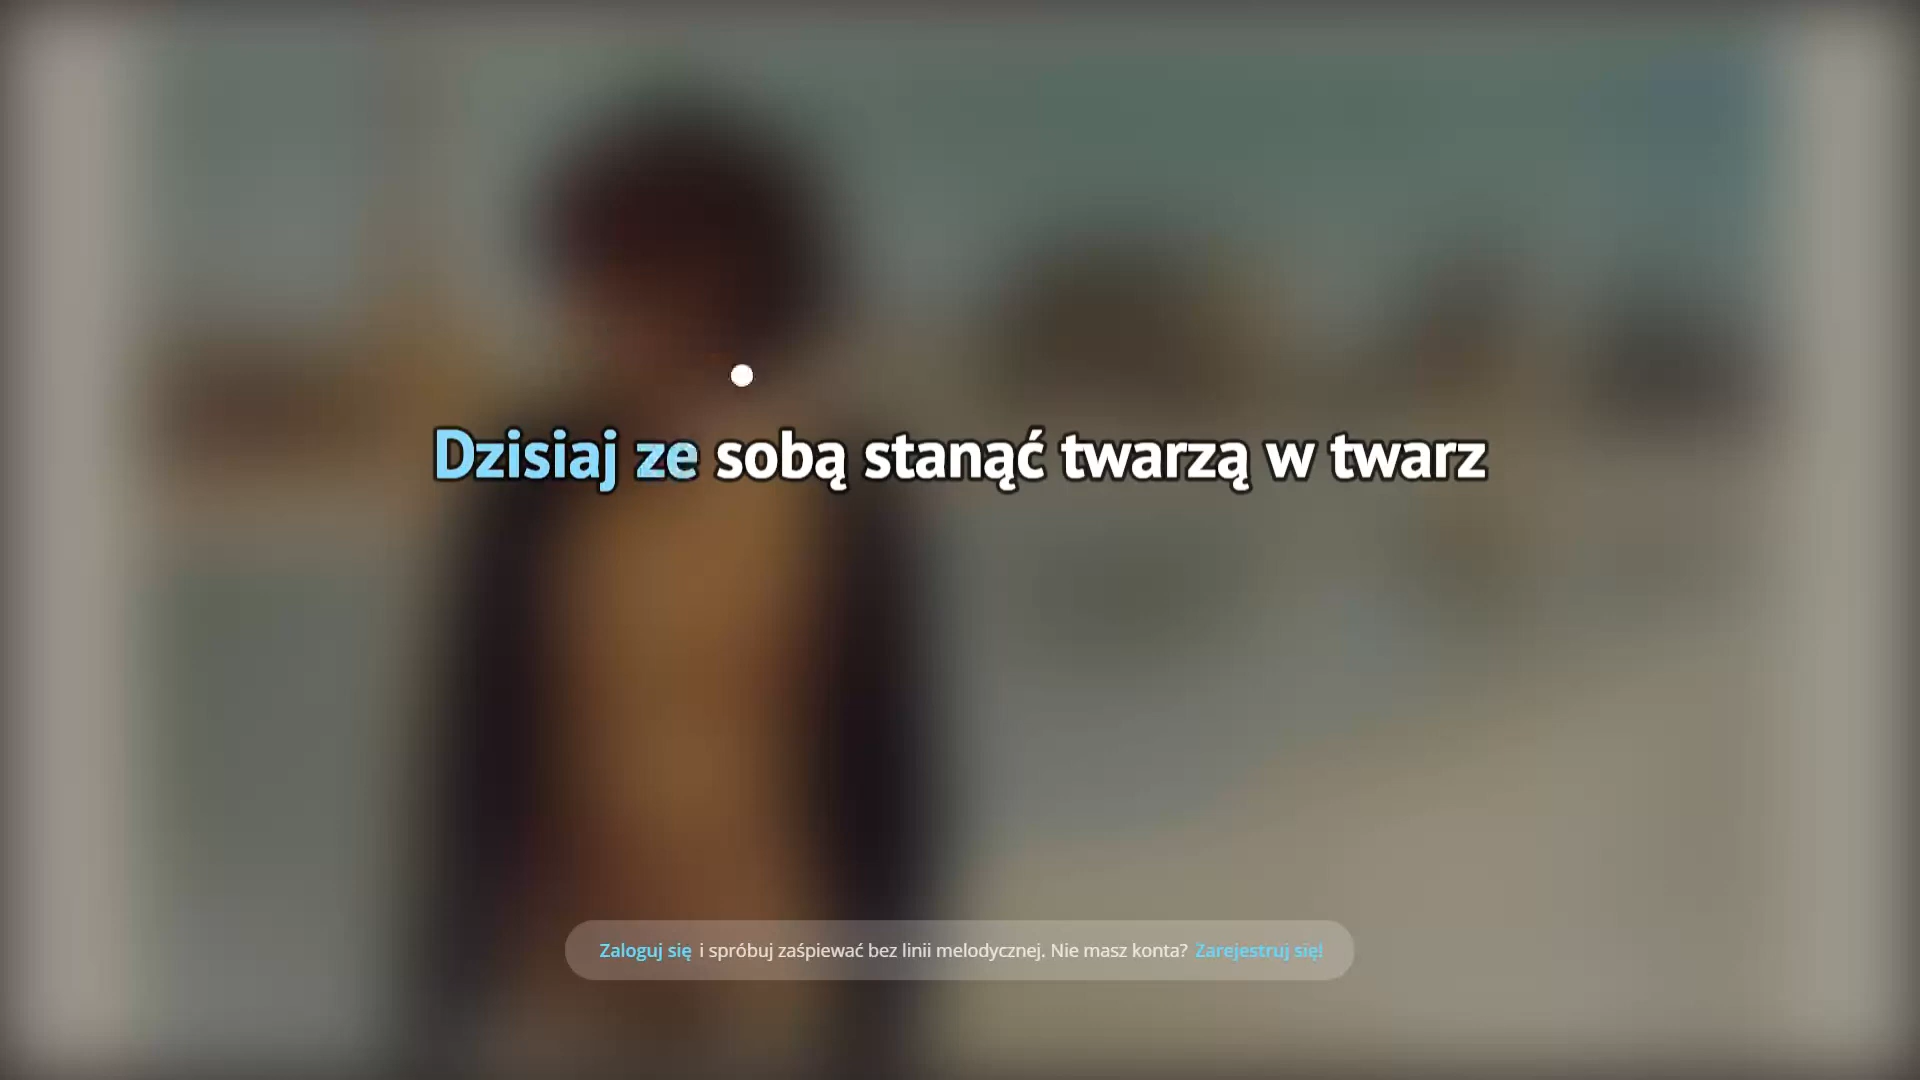 Dzisiaj ze sobą stanąć twarzą w twarz
Zaloguj się i spróbuj zaśpiewać bez linii melodycznej. Nie masz konta? Zarejestruj się!